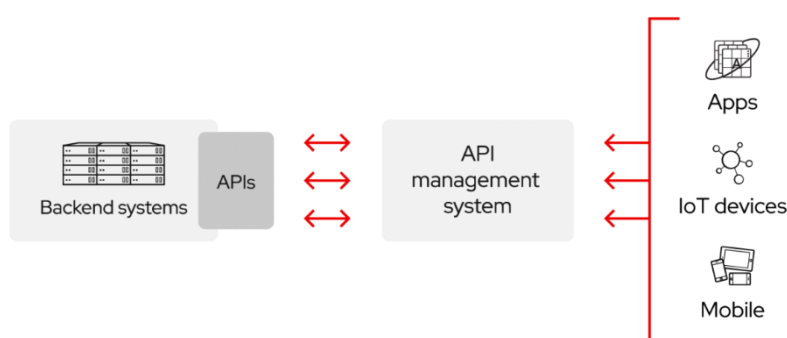 Backend systems
APIs
API
management
system
A
Apps
IoT devices
Mobile